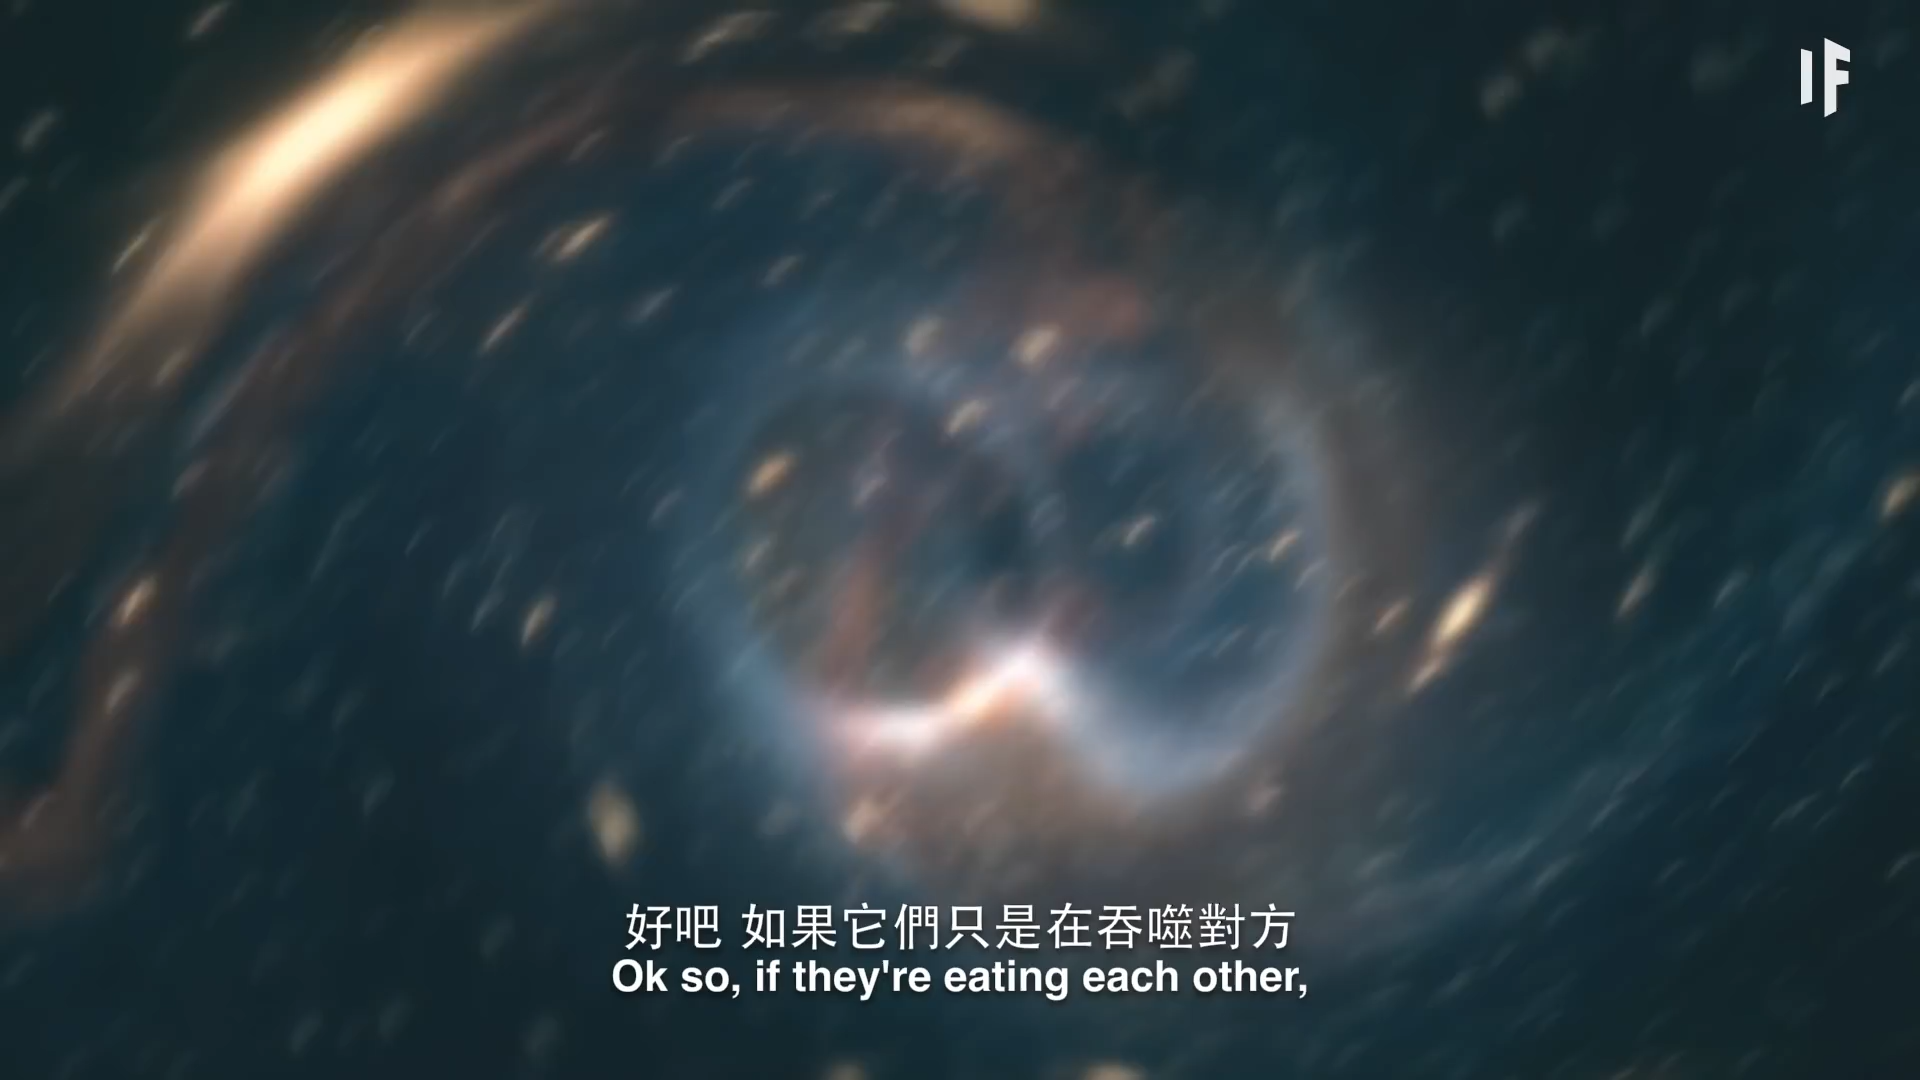 IF
好吧 如果它們只是在吞噬對方
Ok so, if they're eating each other,